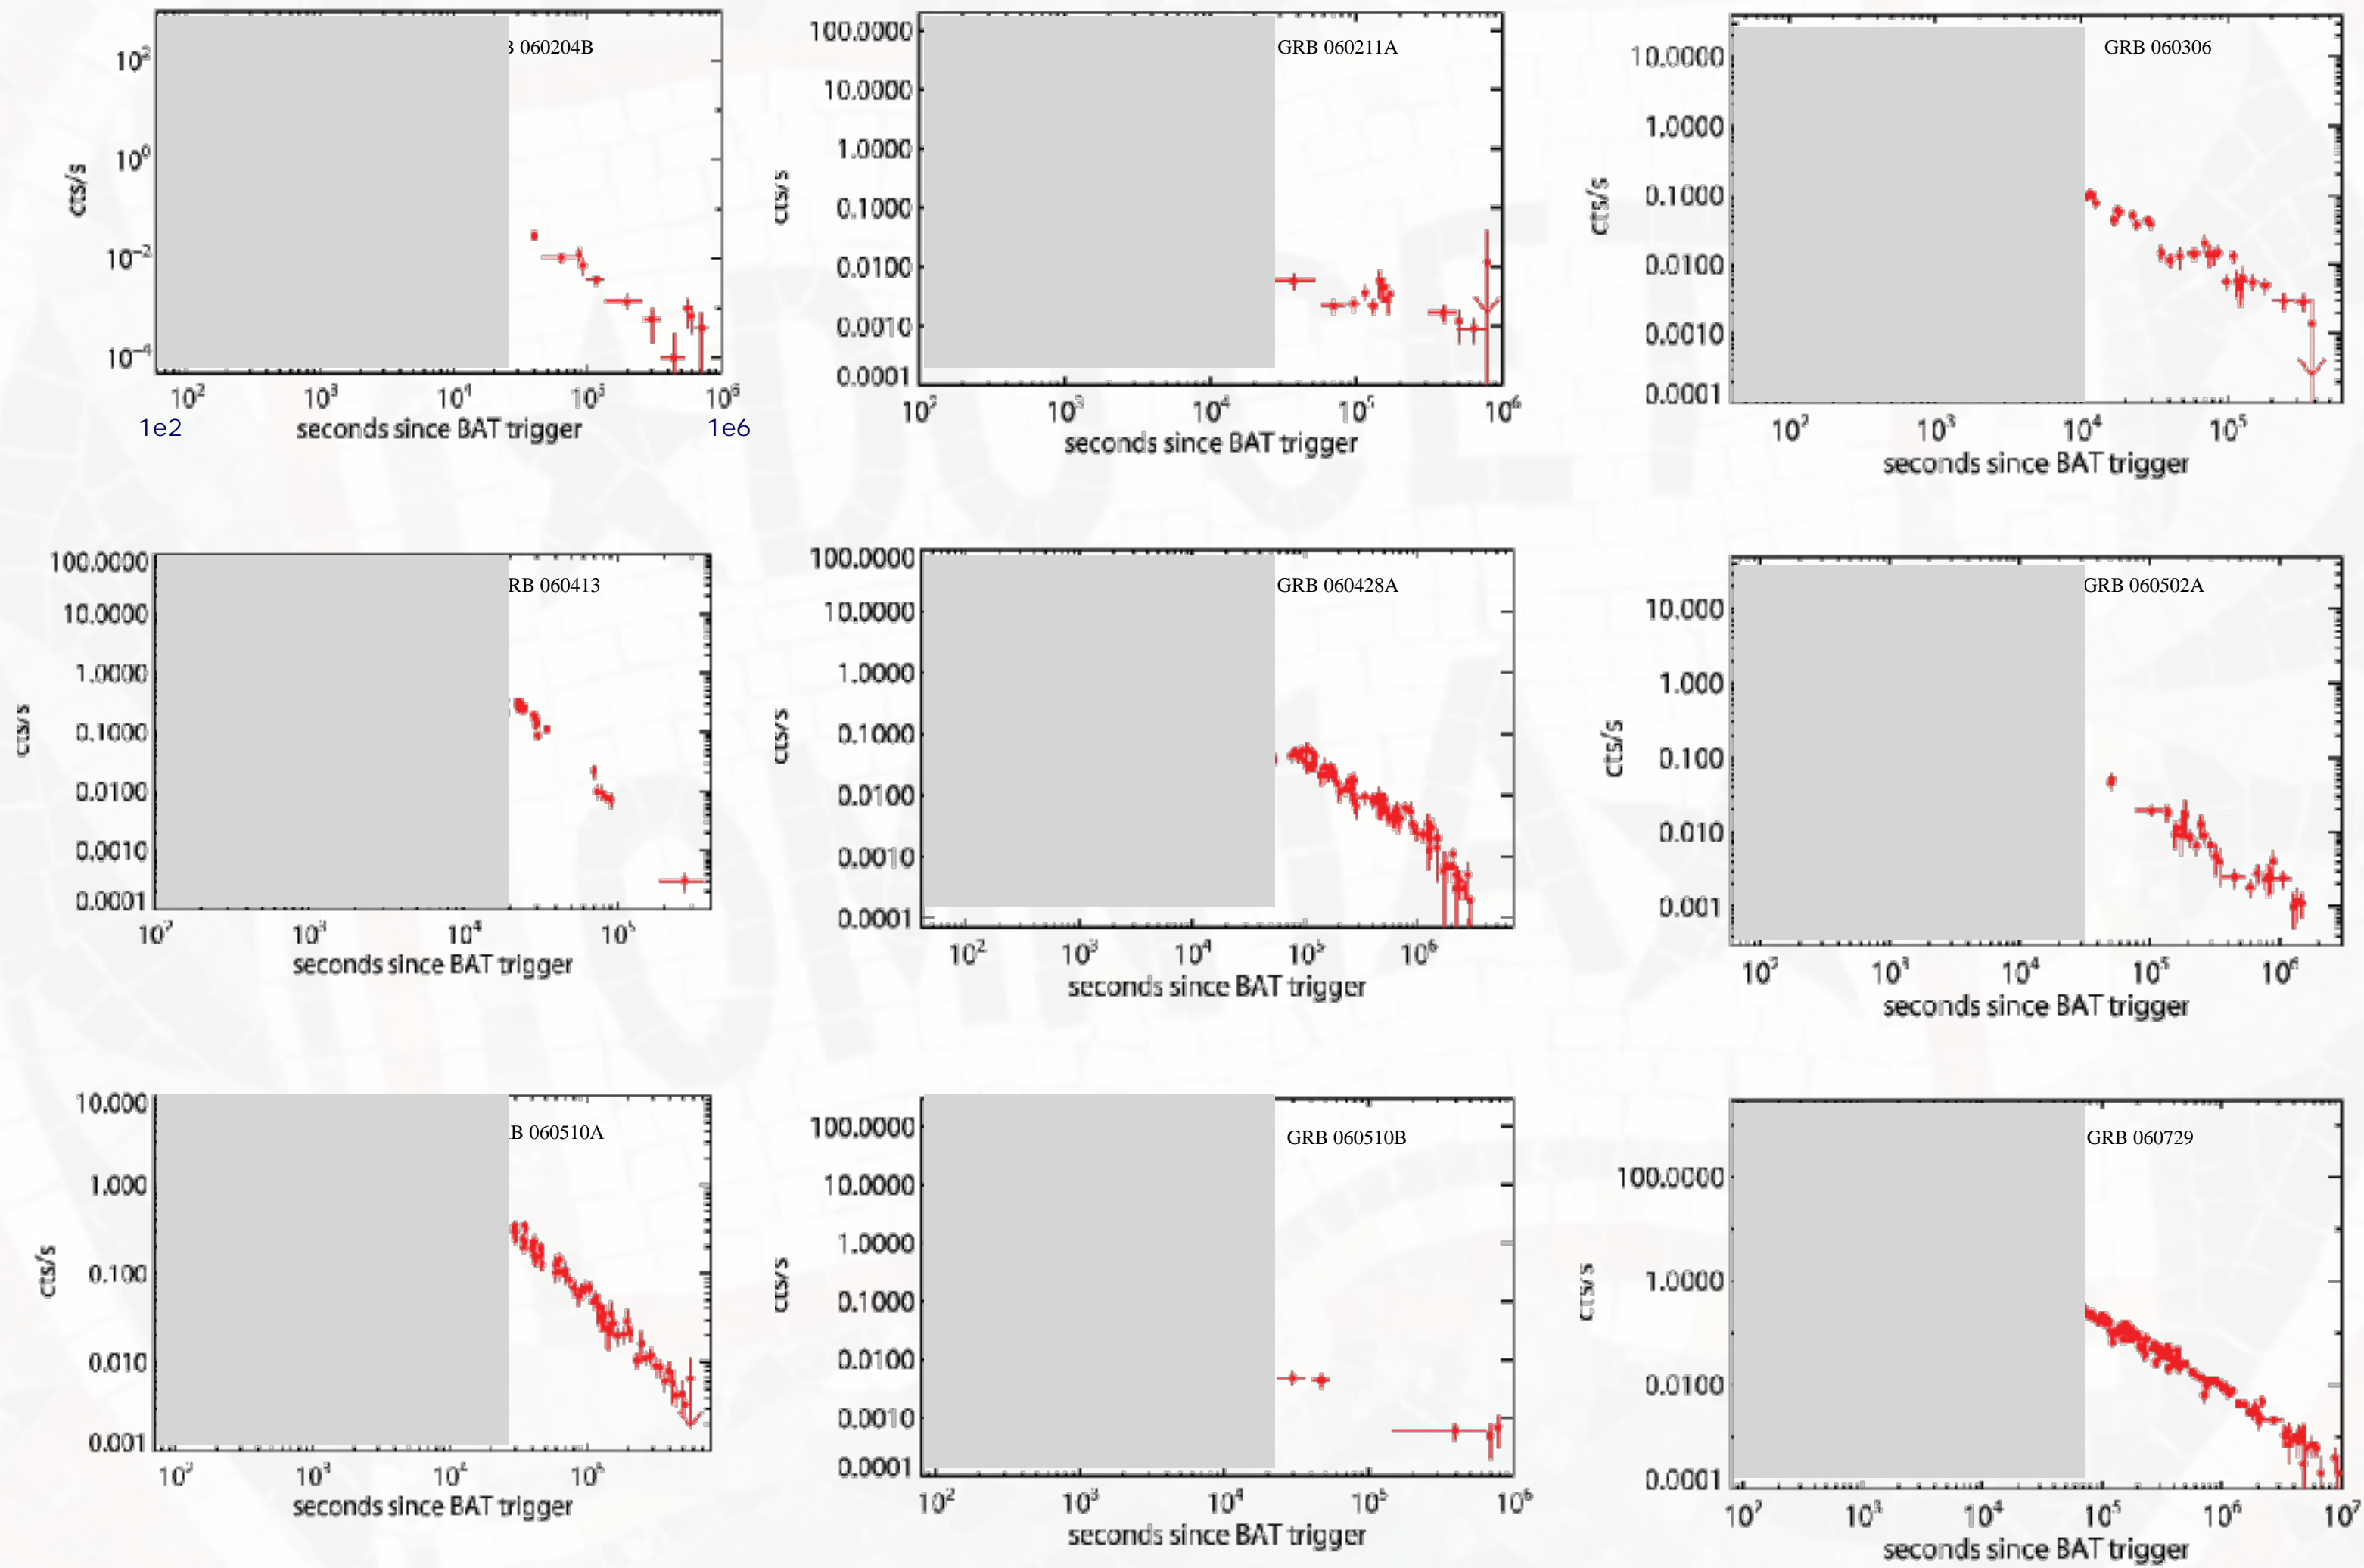 B 060204B
cts/s
10²
10⁰
10⁻²
10⁻⁴
10² 10³ 10⁴ 10⁵ 10⁶
1e2 1e6
seconds since BAT trigger
GRB 060211A
cts/s
100.0000
10.0000
1.0000
0.1000
0.0100
0.0010
0.0001
10² 10³ 10⁴ 10⁵ 10⁶
seconds since BAT trigger
GRB 060306
cts/s
10.0000
1.0000
0.1000
0.0100
0.0010
0.0001
10² 10³ 10⁴ 10⁵
seconds since BAT trigger
RB 060413
cts/s
100.0000
10.0000
1.0000
0.1000
0.0100
0.0010
0.0001
10² 10³ 10⁴ 10⁵
seconds since BAT trigger
GRB 060428A
cts/s
100.0000
10.0000
1.0000
0.1000
0.0100
0.0010
0.0001
10² 10³ 10⁴ 10⁵ 10⁶
seconds since BAT trigger
GRB 060502A
cts/s
10.000
1.000
0.100
0.010
0.001
10² 10³ 10⁴ 10⁵ 10⁶
seconds since BAT trigger
B 060510A
cts/s
10.000
1.000
0.100
0.010
0.001
10² 10³ 10⁴ 10⁵
seconds since BAT trigger
GRB 060510B
cts/s
100.0000
10.0000
1.0000
0.1000
0.0100
0.0010
0.0001
10² 10³ 10⁴ 10⁵ 10⁶
seconds since BAT trigger
GRB 060729
cts/s
100.0000
1.0000
0.0100
0.0001
10² 10³ 10⁴ 10⁵ 10⁶ 10⁷
seconds since BAT trigger